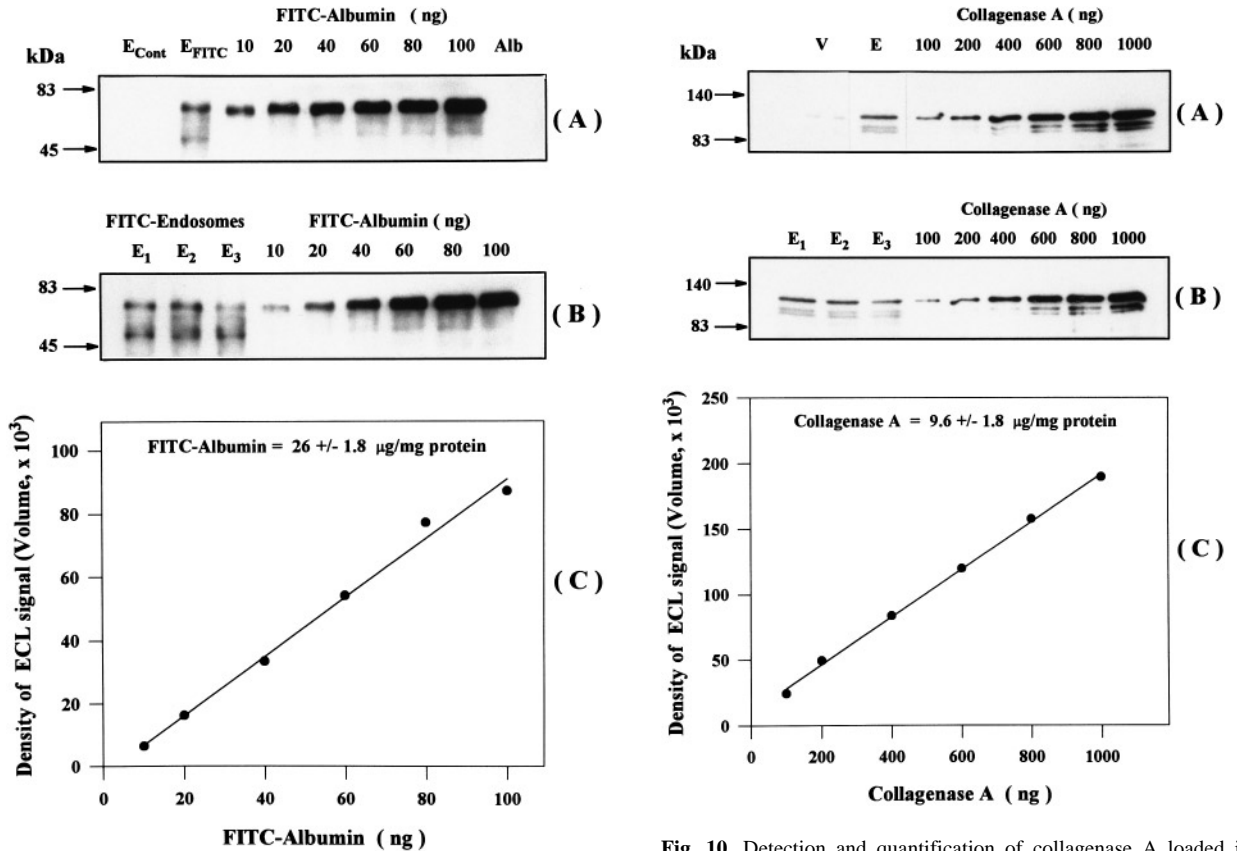 FITC-Albumin ( ng )
kDa E_Cont E_FITC 10 20 40 60 80 100 Alb
83
45
( A )
FITC-Endosomes FITC-Albumin ( ng )
E1 E2 E3 10 20 40 60 80 100
83
45
( B )
Density of ECL signal (Volume, x 10³)
100
80
60
40
20
0
FITC-Albumin = 26 +/- 1.8 µg/mg protein
( C )
0 20 40 60 80 100
FITC-Albumin ( ng )
Collagenase A ( ng )
kDa V E 100 200 400 600 800 1000
140
83
( A )
Collagenase A ( ng)
E1 E2 E3 100 200 400 600 800 1000
140
83
( B )
Density of ECL signal (Volume, x 10³)
250
200
150
100
50
0
Collagenase A = 9.6 +/- 1.8 µg/mg protein
( C )
0 200 400 600 800 1000
Collagenase A ( ng )
Fig. 10 Detection and quantification of collagenase A loaded i